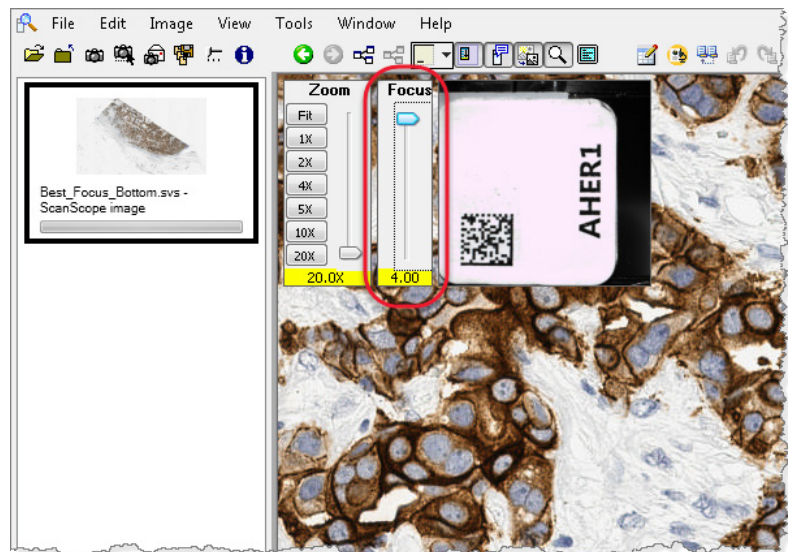 File Edit Image View Tools Window Help
Best_Focus_Bottom.svs -
ScanScope image
Zoom
Fit
1X
2X
4X
5X
10X
20X
20.0X
Focus
4.00
AHER1